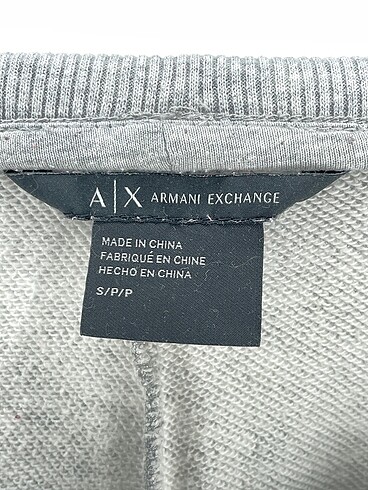 A|X ARMANI EXCHANGE
MADE IN CHINA
FABRIQUÉ EN CHINE
HECHO EN CHINA
S/P/P